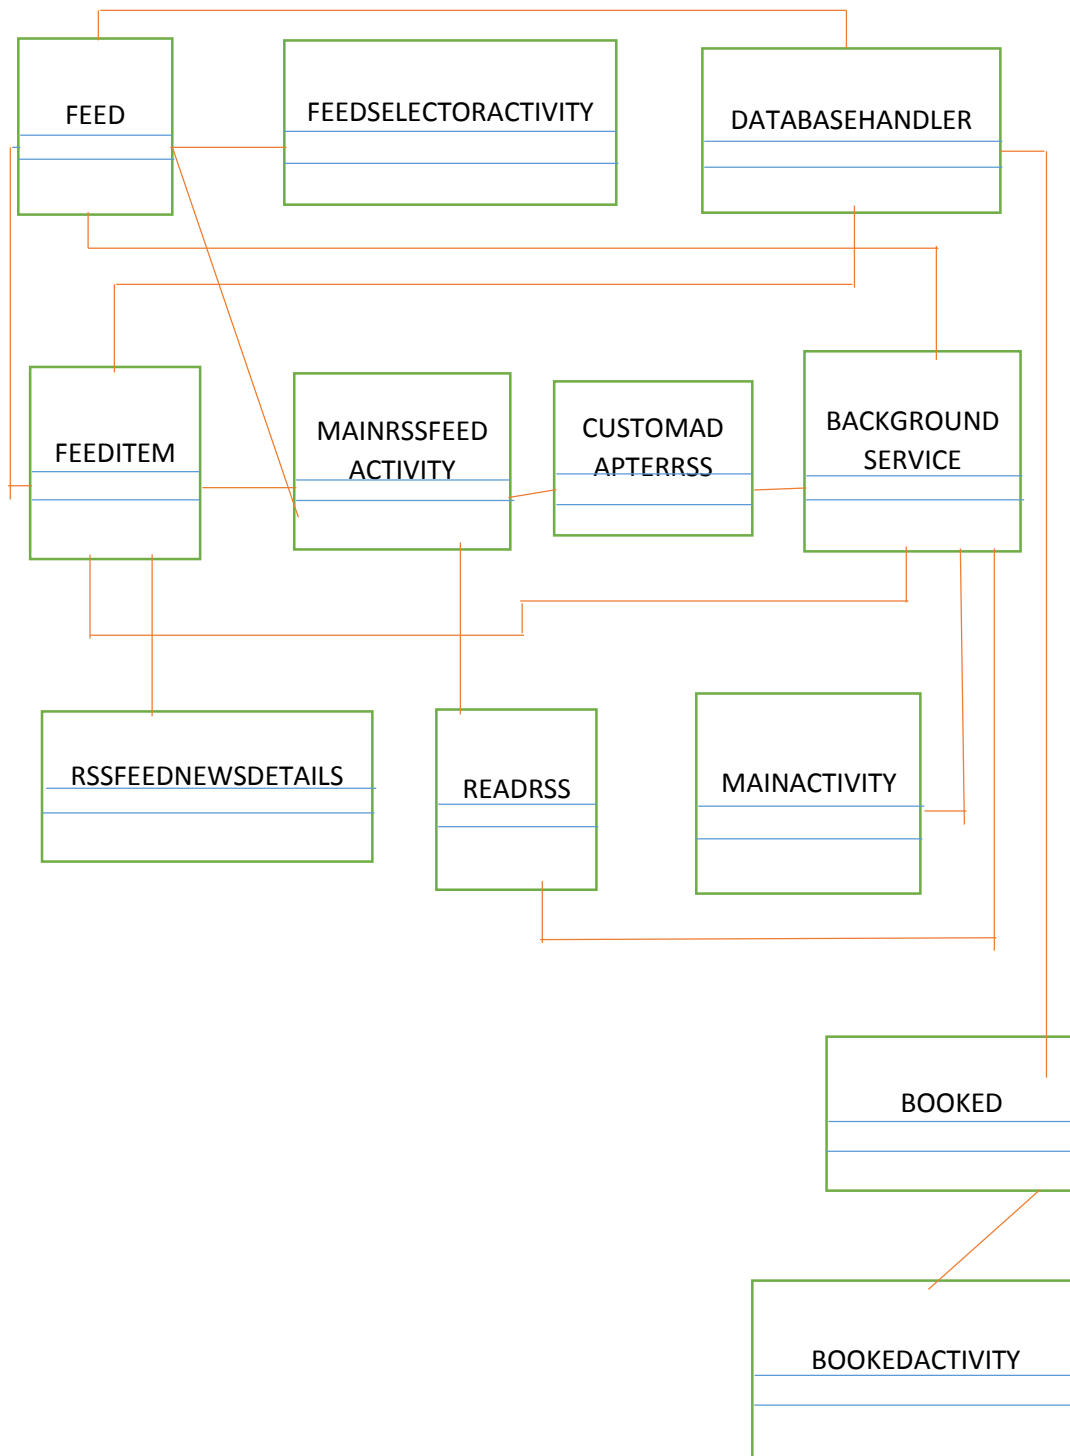 FEED
FEEDSELECTORACTIVITY
DATABASEHANDLER
FEEDITEM
MAINRSSFEED
ACTIVITY
CUSTOMAD
APTERRSS
BACKGROUND
SERVICE
RSSFEEDNEWSDETAILS
READRSS
MAINACTIVITY
BOOKED
BOOKEDACTIVITY